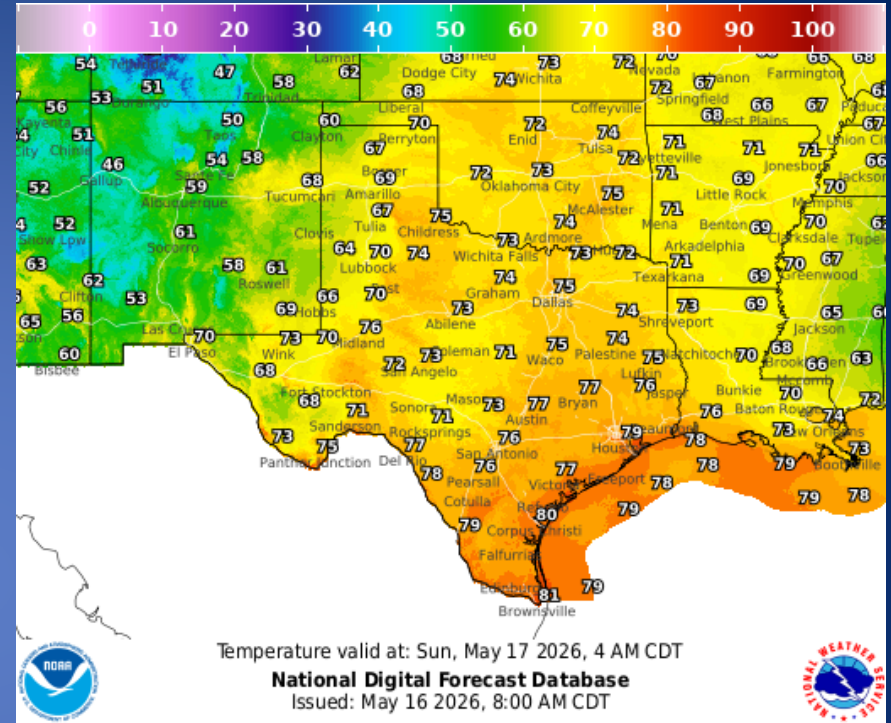 0 10 20 30 40 50 60 70 80 90 100
54 47 58 62 68 74 73 72 70 66 68
Lamar
Dodge City Wichita Nevada Lebanon Farmington
51 68 72 67
Durango Trinidad Liberal Coffeyville Springfield
56 53 66 67
Kayenta West Plains Paducah
50 60 70 72 74 68 67
Taos Clayton Perryton Enid Tulsa Union City
51 67 71 71 71
City Chinle
46 54 58 72 66
Gallup Santa Fe Borger Fayetteville Jonesboro Jackson
52 59 68 69 72 73 71 69 70
Albuquerque Tucumcari Amarillo Oklahoma City Little Rock Memphis
52 61 67 75 75 74 71 69 70
Show Low Socorro Clovis Tulia Childress McAlester Ardmore Mena Benton Clarksdale Tupelo
63 58 61 64 70 74 73 73 72 71 70 67
Clifton Roswell Lubbock Wichita Falls Texarkana Arkadelphia Greenwood
62 53 66 70 74 75 69
Hobbs Graham Dallas
65 56 69 73 74 73 69 65
Las Cruces Abilene Shreveport Jackson
60 70 73 70 76 72 73 71 75 74 75 70 68 66 63
Bisbee El Paso Wink Midland San Angelo Coleman Waco Palestine Natchitoches Brookhaven
68 77 76 70
Fort Stockton Lufkin Mccomb
68 71 71 73 77 76 74 72
Sanderson Sonora Mason Austin Bryan Jasper Bunkie Baton Rouge
73 75 77 76 79 78 73 73
Panther Junction Del Rio Rocksprings San Antonio Houston Beaumont New Orleans Boothville
78 76 77 78 78 79
Pearsall Victoria Freeport
79 80 79 79 78
Cotulla Refugio Corpus Christi
Falfurrias
81 79
Edinburg
Brownsville
Temperature valid at: Sun, May 17 2026, 4 AM CDT
National Digital Forecast Database
Issued: May 16 2026, 8:00 AM CDT
NOAA
NATIONAL WEATHER SERVICE